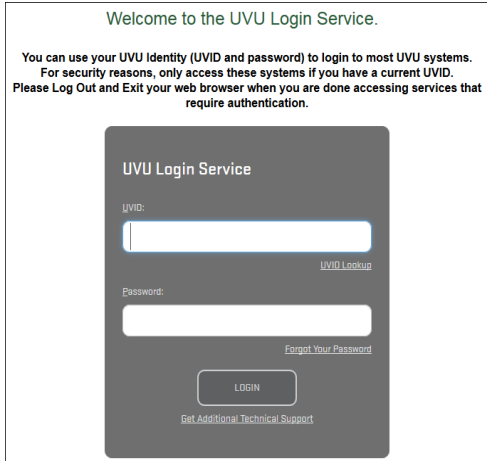 Welcome to the UVU Login Service.
You can use your UVU Identity (UVID and password) to login to most UVU systems.
For security reasons, only access these systems if you have a current UVID.
Please Log Out and Exit your web browser when you are done accessing services that
require authentication.
UVU Login Service
UVID:
UVID Lookup
Password:
Forgot Your Password
LOGIN
Get Additional Technical Support